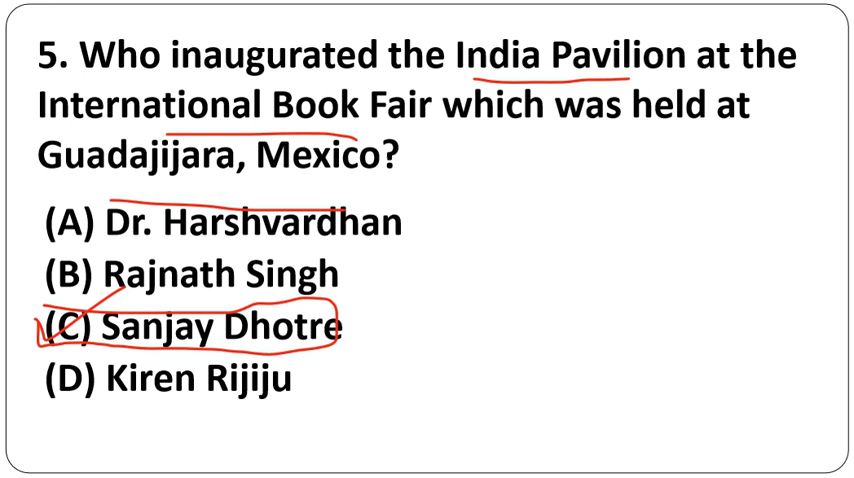 5. Who inaugurated the India Pavilion at the
International Book Fair which was held at
Guadajijara, Mexico?
(A) Dr. Harshvardhan
(B) Rajnath Singh
(C) Sanjay Dhotre
(D) Kiren Rijiju